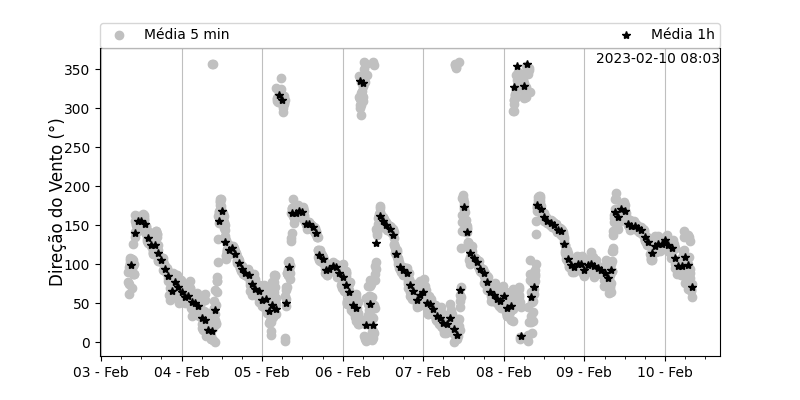 Média 5 min
Média 1h
2023-02-10 08:03
Direção do Vento (°)
350
300
250
200
150
100
50
0
03 - Feb
04 - Feb
05 - Feb
06 - Feb
07 - Feb
08 - Feb
09 - Feb
10 - Feb